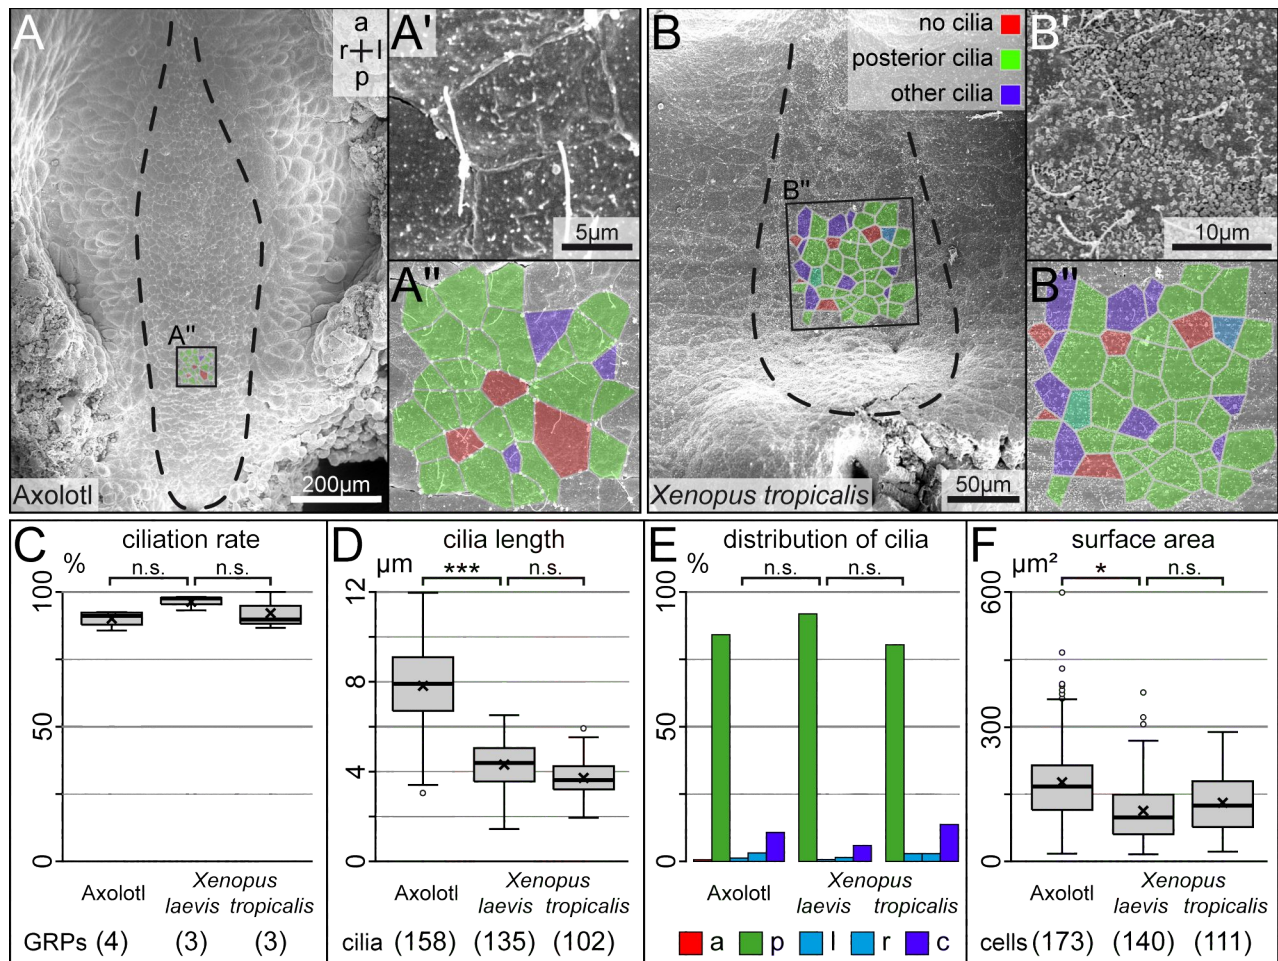 A
a
r l
p
A''
Axolotl
200µm
A'
5µm
A''
B
no cilia
posterior cilia
other cilia
B''
Xenopus tropicalis
50µm
B'
10µm
B''
C ciliation rate
%
n.s. n.s.
100
50
0
Axolotl
Xenopus
laevis tropicalis
GRPs (4) (3) (3)
D cilia length
µm
*** n.s.
12
8
4
0
Axolotl
Xenopus
laevis tropicalis
cilia (158) (135) (102)
E distribution of cilia
%
n.s. n.s.
100
50
0
Axolotl
Xenopus
laevis tropicalis
a p l r c
F surface area
µm²
* n.s.
600
300
0
Axolotl
Xenopus
laevis tropicalis
cells (173) (140) (111)